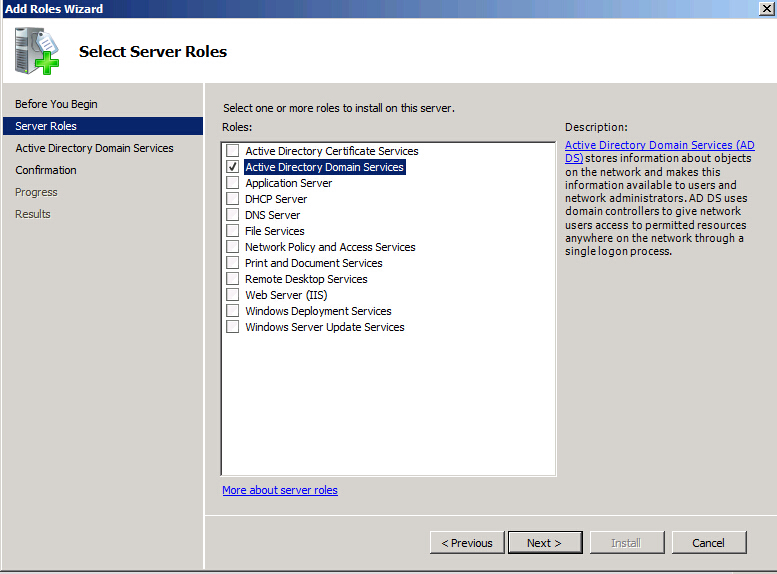 Add Roles Wizard
Select Server Roles
Before You Begin
Server Roles
Active Directory Domain Services
Confirmation
Progress
Results
Select one or more roles to install on this server.
Roles:
Active Directory Certificate Services
Active Directory Domain Services
Application Server
DHCP Server
DNS Server
File Services
Network Policy and Access Services
Print and Document Services
Remote Desktop Services
Web Server (IIS)
Windows Deployment Services
Windows Server Update Services
More about server roles
Description:
Active Directory Domain Services (AD
DS) stores information about objects
on the network and makes this
information available to users and
network administrators. AD DS uses
domain controllers to give network
users access to permitted resources
anywhere on the network through a
single logon process.
< Previous
Next >
Install
Cancel